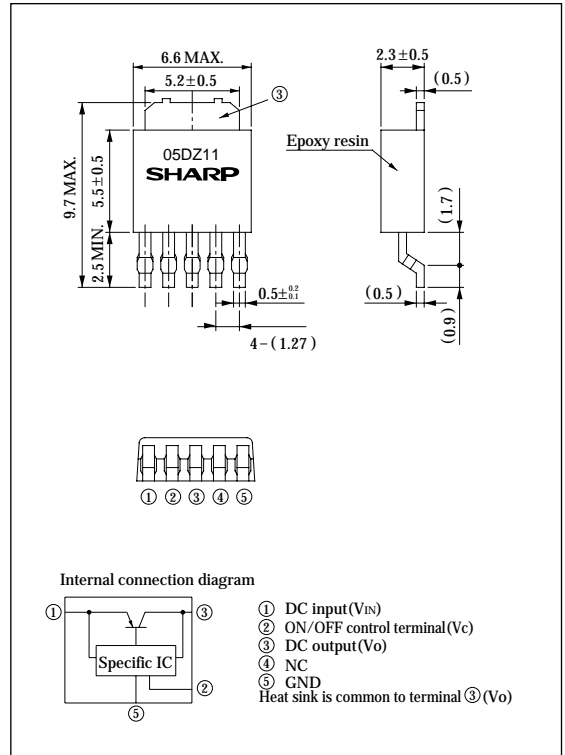 6.6 MAX.
5.2±0.5
③
2.3±0.5
(0.5)
Epoxy resin
05DZ11
SHARP
9.7 MAX.
5.5±0.5
2.5 MIN.
(1.7)
0.5±0.2 0.1
(0.5)
(0.9)
4-(1.27)
① ② ③ ④ ⑤
Internal connection diagram
①
③
Specific IC
②
⑤
① DC input(VIN)
② ON/OFF control terminal(Vc)
③ DC output(Vo)
④ NC
⑤ GND
Heat sink is common to terminal ③(Vo)